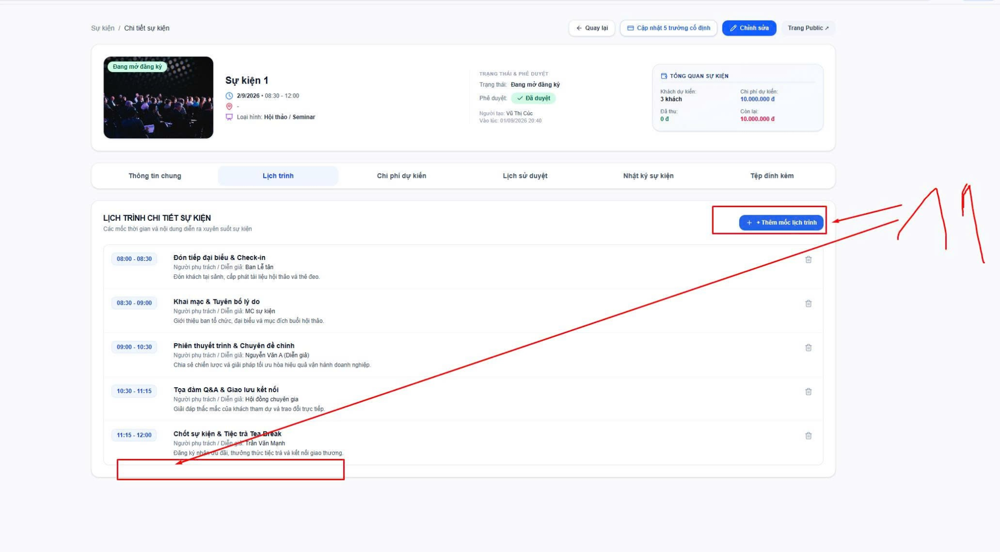 Sự kiện / Chi tiết sự kiện
← Quay lại
Cập nhật 5 trường cố định
Chỉnh sửa
Trang Public ↗
Đang mở đăng ký
Sự kiện 1
2/9/2026 • 08:30 - 12:00
-
Loại hình: Hội thảo / Seminar
TRẠNG THÁI & PHÊ DUYỆT
Trạng thái: Đang mở đăng ký
Phê duyệt: ✓ Đã duyệt
Người tạo: Vũ Thị Cúc
Vào lúc: 01/09/2026 20:40
TỔNG QUAN SỰ KIỆN
Khách dự kiến:
3 khách
Chi phí dự kiến:
10.000.000 đ
Đã thu:
0 đ
Còn lại:
10.000.000 đ
Thông tin chung
Lịch trình
Chi phí dự kiến
Lịch sử duyệt
Nhật ký sự kiện
Tệp đính kèm
LỊCH TRÌNH CHI TIẾT SỰ KIỆN
Các mốc thời gian và nội dung diễn ra xuyên suốt sự kiện
+ + Thêm mốc lịch trình
11
08:00 - 08:30
Đón tiếp đại biểu & Check-in
Người phụ trách / Diễn giả: Ban Lễ tân
Đón khách tại sảnh, cấp phát tài liệu hội thảo và thẻ đeo.
08:30 - 09:00
Khai mạc & Tuyên bố lý do
Người phụ trách / Diễn giả: MC sự kiện
Giới thiệu ban tổ chức, đại biểu và mục đích buổi hội thảo.
09:00 - 10:30
Phiên thuyết trình & Chuyên đề chính
Người phụ trách / Diễn giả: Nguyễn Văn A (Diễn giả)
Chia sẻ chiến lược và giải pháp tối ưu hóa hiệu quả vận hành doanh nghiệp.
10:30 - 11:15
Tọa đàm Q&A & Giao lưu kết nối
Người phụ trách / Diễn giả: Hội đồng chuyên gia
Giải đáp thắc mắc của khách tham dự và trao đổi trực tiếp.
11:15 - 12:00
Chốt sự kiện & Tiệc trà Tea Break
Người phụ trách / Diễn giả: Trần Văn Mạnh
Đăng ký nhận ưu đãi, thưởng thức tiệc trà và kết nối giao thương.